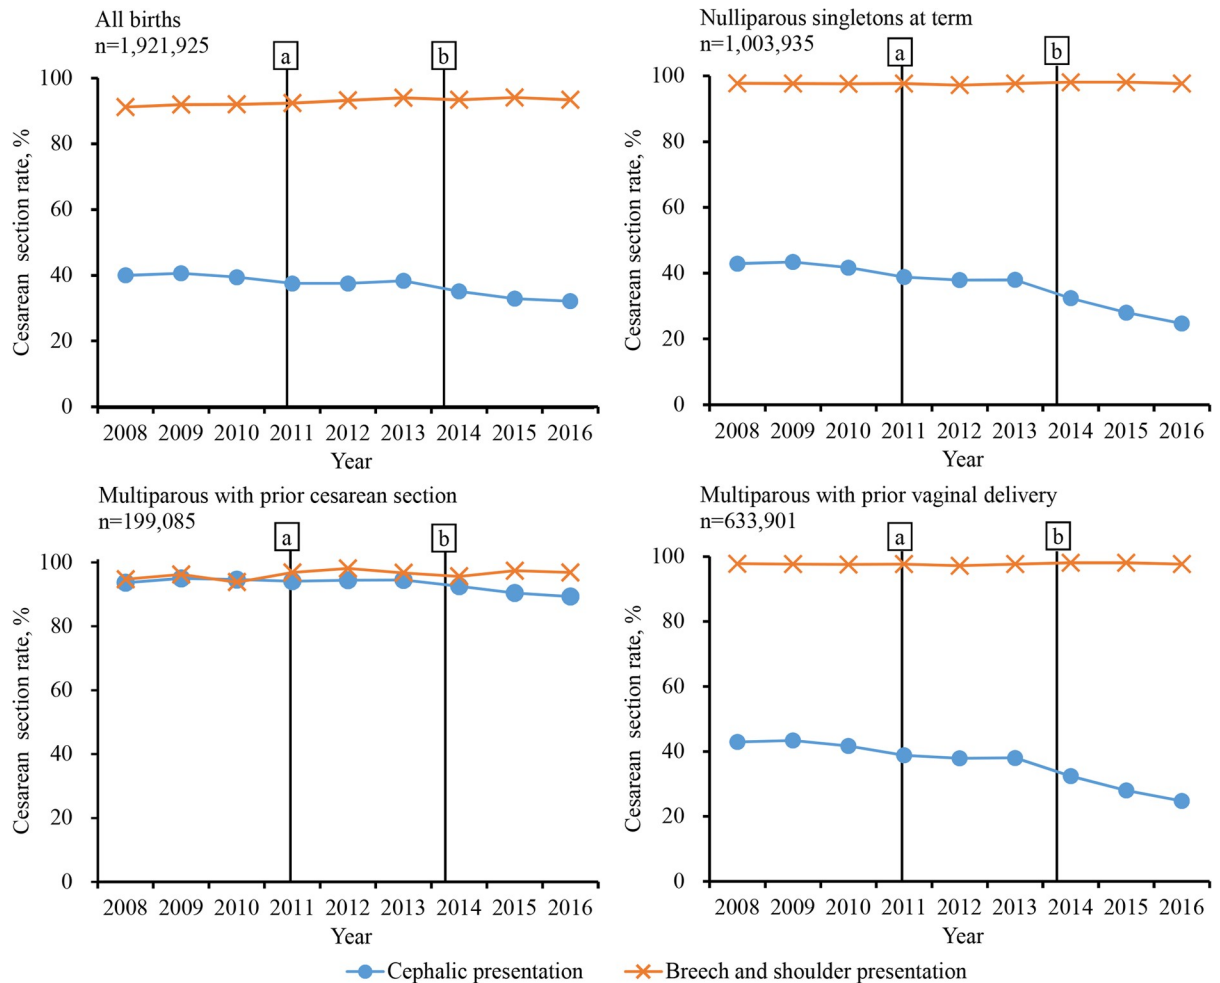 All births
n=1,921,925
a
b
Cesarean section rate, %
100
80
60
40
20
0
2008 2009 2010 2011 2012 2013 2014 2015 2016
Year
Nulliparous singletons at term
n=1,003,935
a
b
Cesarean section rate, %
100
80
60
40
20
0
2008 2009 2010 2011 2012 2013 2014 2015 2016
Year
Multiparous with prior cesarean section
n=199,085
a
b
Cesarean section rate, %
100
80
60
40
20
0
2008 2009 2010 2011 2012 2013 2014 2015 2016
Year
Multiparous with prior vaginal delivery
n=633,901
a
b
Cesarean section rate, %
100
80
60
40
20
0
2008 2009 2010 2011 2012 2013 2014 2015 2016
Year
Cephalic presentation
Breech and shoulder presentation